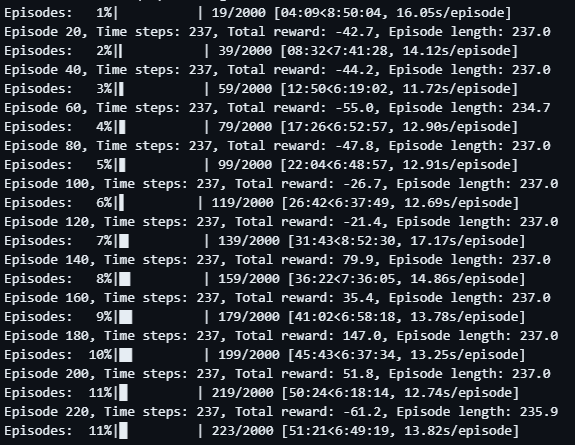 Episodes:   1%|          | 19/2000 [04:09<8:50:04, 16.05s/episode]
Episode 20, Time steps: 237, Total reward: -42.7, Episode length: 237.0
Episodes:   2%|▍         | 39/2000 [08:32<7:41:28, 14.12s/episode]
Episode 40, Time steps: 237, Total reward: -44.2, Episode length: 237.0
Episodes:   3%|▌         | 59/2000 [12:50<6:19:02, 11.72s/episode]
Episode 60, Time steps: 237, Total reward: -55.0, Episode length: 234.7
Episodes:   4%|▊         | 79/2000 [17:26<6:52:57, 12.90s/episode]
Episode 80, Time steps: 237, Total reward: -47.8, Episode length: 237.0
Episodes:   5%|▊         | 99/2000 [22:04<6:48:57, 12.91s/episode]
Episode 100, Time steps: 237, Total reward: -26.7, Episode length: 237.0
Episodes:   6%|▌         | 119/2000 [26:42<6:37:49, 12.69s/episode]
Episode 120, Time steps: 237, Total reward: -21.4, Episode length: 237.0
Episodes:   7%|█         | 139/2000 [31:43<8:52:30, 17.17s/episode]
Episode 140, Time steps: 237, Total reward: 79.9, Episode length: 237.0
Episodes:   8%|█▏        | 159/2000 [36:22<7:36:05, 14.86s/episode]
Episode 160, Time steps: 237, Total reward: 35.4, Episode length: 237.0
Episodes:   9%|█▎        | 179/2000 [41:02<6:58:18, 13.78s/episode]
Episode 180, Time steps: 237, Total reward: 147.0, Episode length: 237.0
Episodes:  10%|█▎        | 199/2000 [45:43<6:37:34, 13.25s/episode]
Episode 200, Time steps: 237, Total reward: 51.8, Episode length: 237.0
Episodes:  11%|█         | 219/2000 [50:24<6:18:14, 12.74s/episode]
Episode 220, Time steps: 237, Total reward: -61.2, Episode length: 235.9
Episodes:  11%|█         | 223/2000 [51:21<6:49:19, 13.82s/episode]